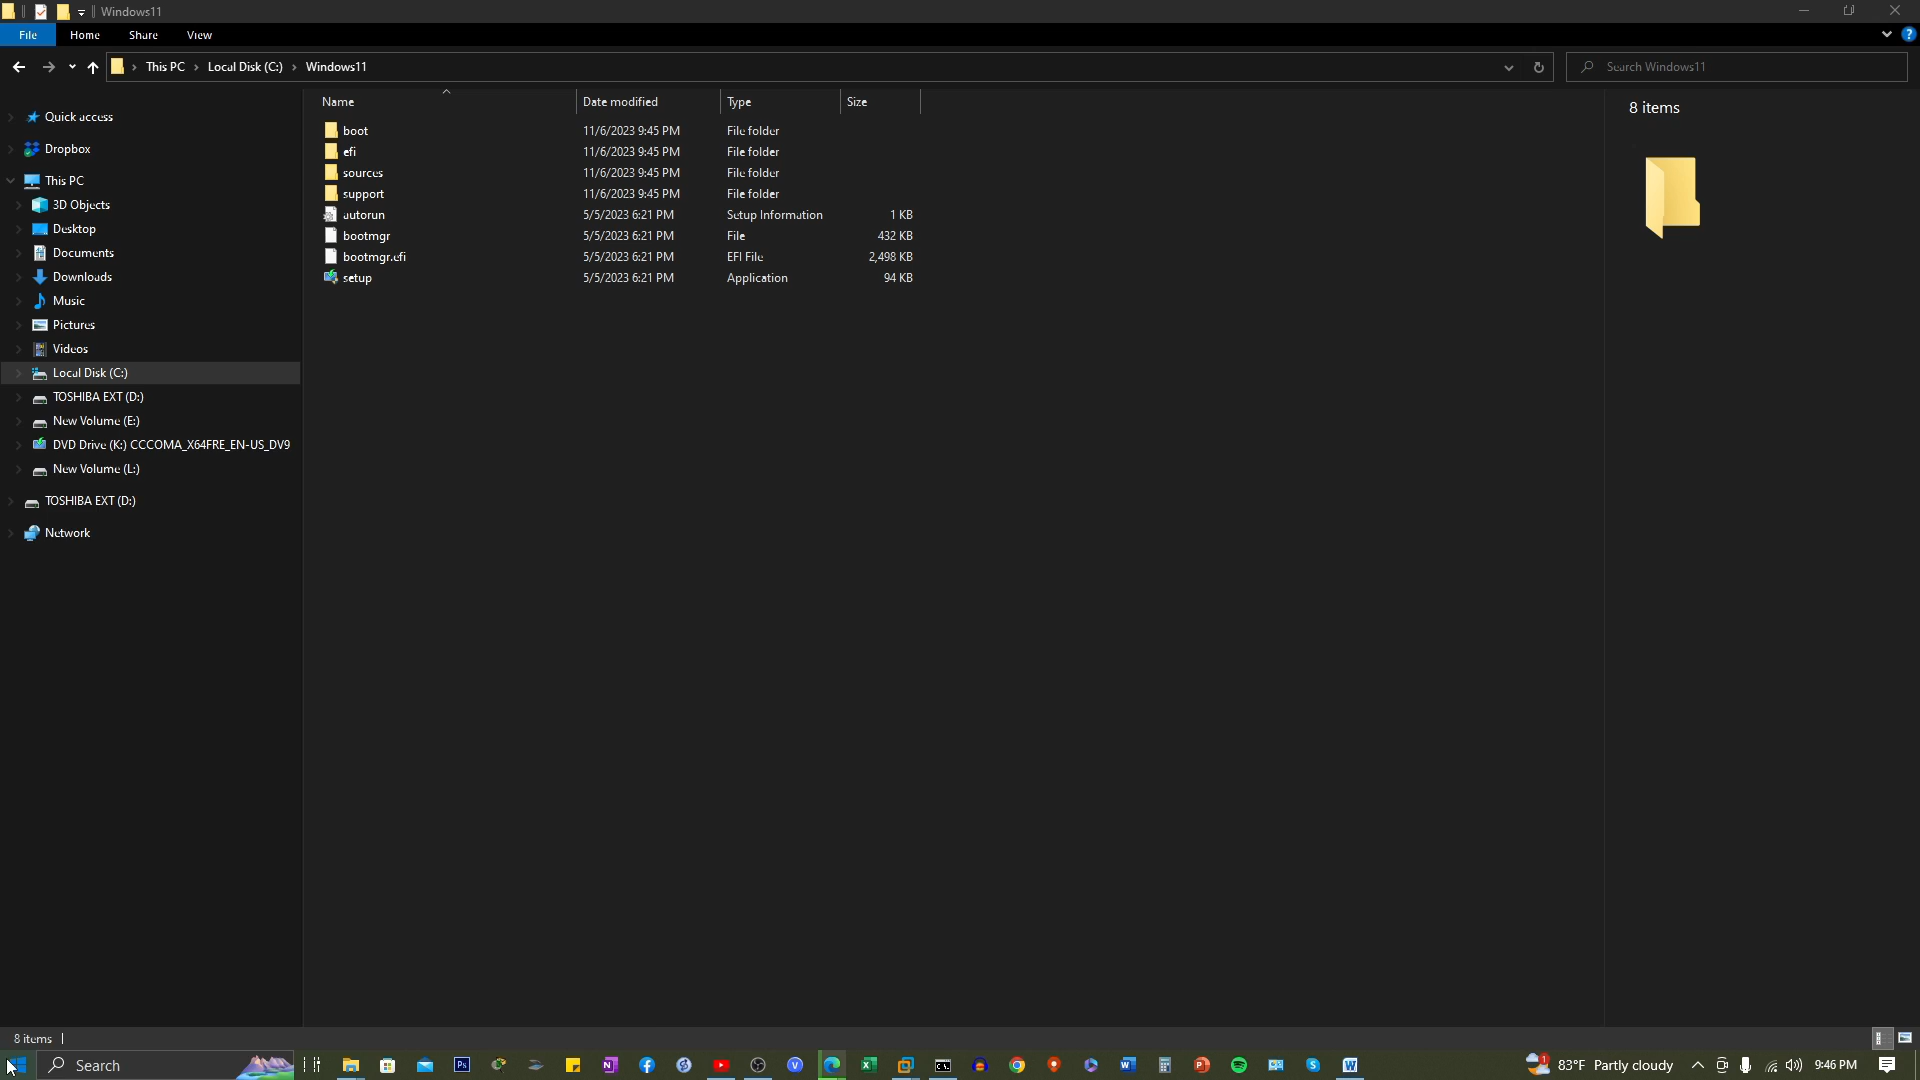 Windows11
File Home Share View
This PC Local Disk (C:) Windows11
Search Windows11
Name Date modified Type Size
boot 11/6/2023 9:45 PM File folder
efi 11/6/2023 9:45 PM File folder
sources 11/6/2023 9:45 PM File folder
support 11/6/2023 9:45 PM File folder
autorun 5/5/2023 6:21 PM Setup Information 1 KB
bootmgr 5/5/2023 6:21 PM File 432 KB
bootmgr.efi 5/5/2023 6:21 PM EFI File 2,498 KB
setup 5/5/2023 6:21 PM Application 94 KB
8 items
Quick access
Dropbox
This PC
3D Objects
Desktop
Documents
Downloads
Music
Pictures
Videos
Local Disk (C:)
TOSHIBA EXT (D:)
New Volume (E:)
DVD Drive (K:) CCCOMA_X64FRE_EN-US_DV9
New Volume (L:)
TOSHIBA EXT (D:)
Network
8 items
Search
83°F Partly cloudy
9:46 PM